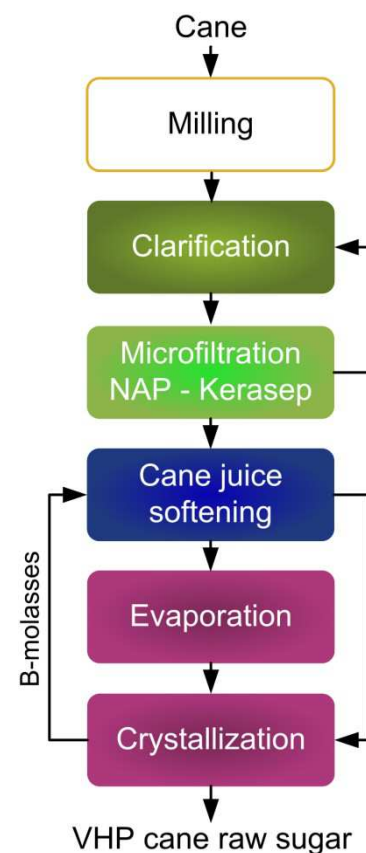 Cane
Milling
Clarification
Microfiltration
NAP - Kerasep
Cane juice
softening
B-molasses
Evaporation
Crystallization
VHP cane raw sugar